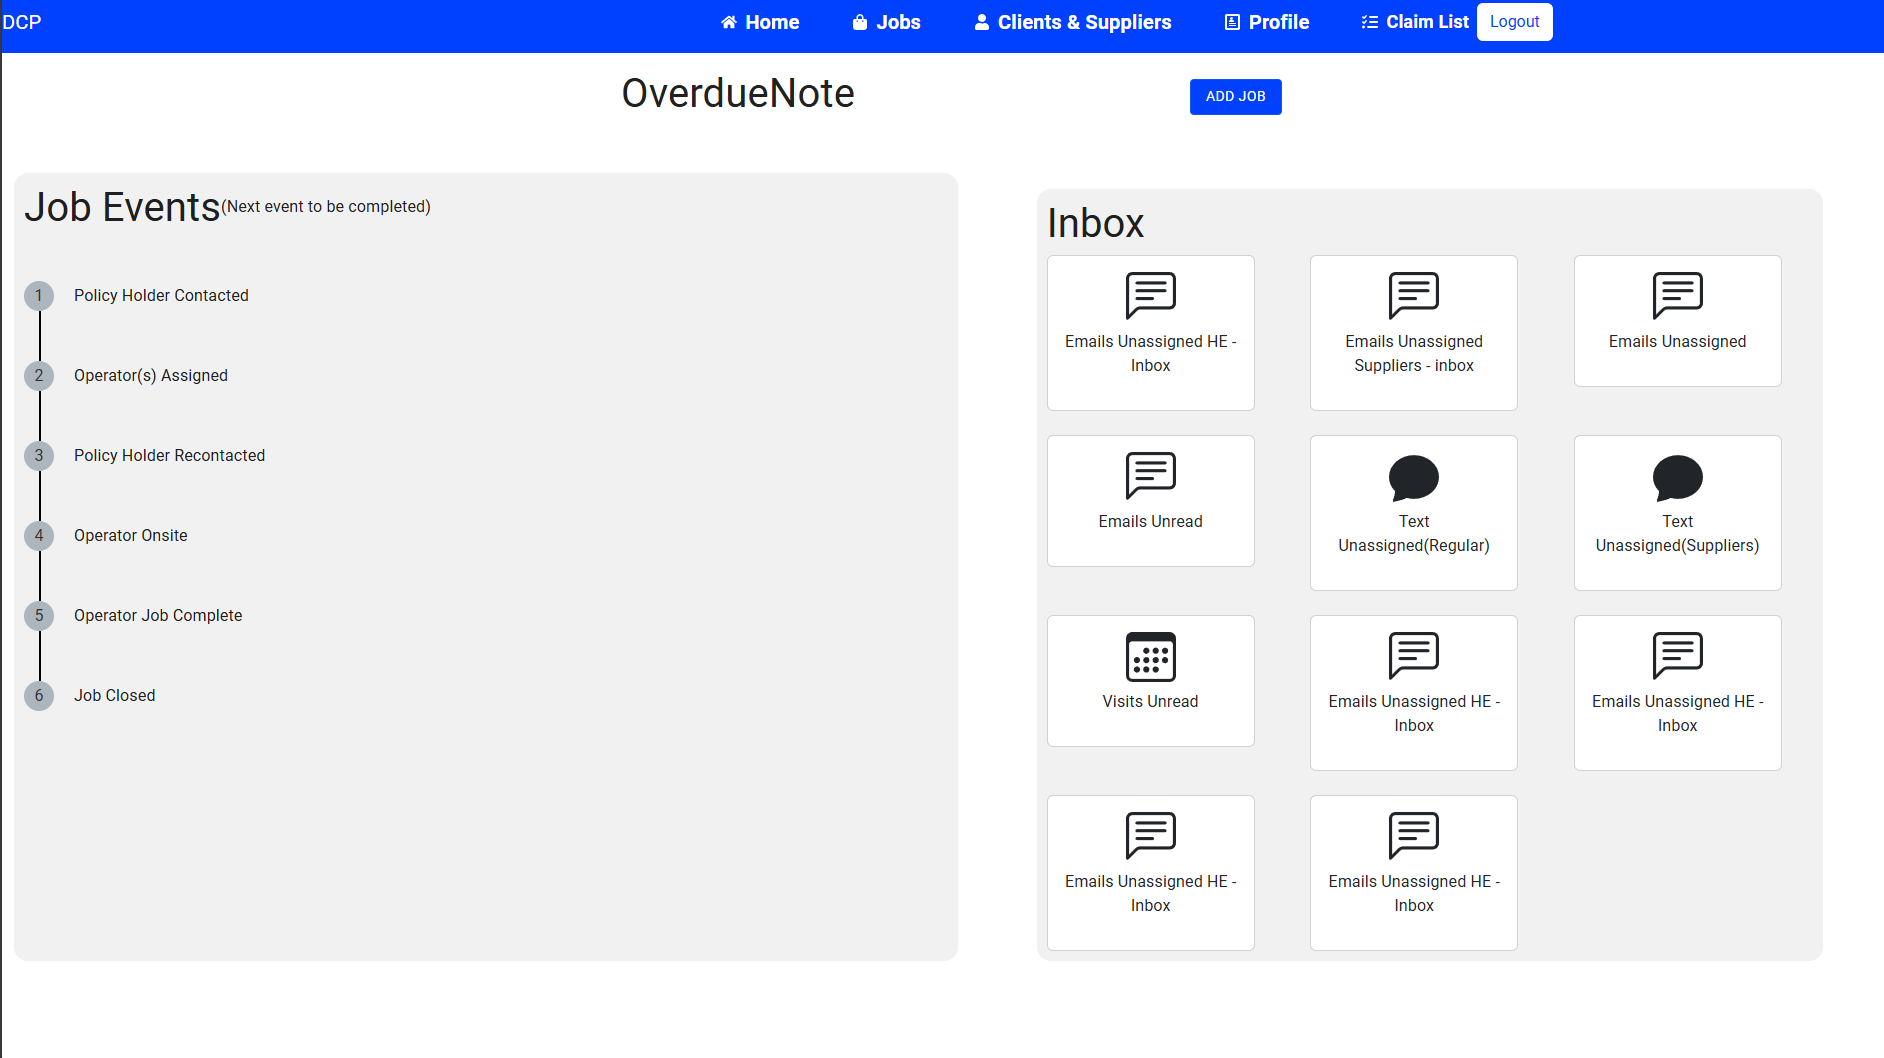 DCP
Home
Jobs
Clients & Suppliers
Profile
Claim List
Logout
OverdueNote
ADD JOB
Job Events(Next event to be completed)
1 Policy Holder Contacted
2 Operator(s) Assigned
3 Policy Holder Recontacted
4 Operator Onsite
5 Operator Job Complete
6 Job Closed
Inbox
Emails Unassigned HE -
Inbox
Emails Unassigned
Suppliers - inbox
Emails Unassigned
Emails Unread
Text
Unassigned(Regular)
Text
Unassigned(Suppliers)
Visits Unread
Emails Unassigned HE -
Inbox
Emails Unassigned HE -
Inbox
Emails Unassigned HE -
Inbox
Emails Unassigned HE -
Inbox